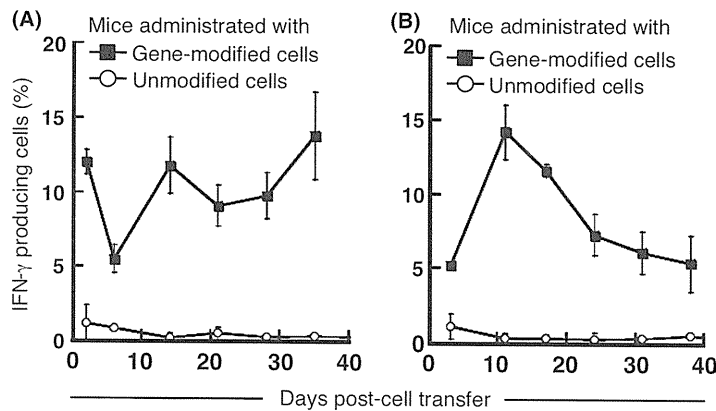 (A)
Mice administrated with
Gene-modified cells
Unmodified cells
IFN-γ producing cells (%)
20
15
10
5
0
0 10 20 30 40
(B)
Mice administrated with
Gene-modified cells
Unmodified cells
20
15
10
5
0
0 10 20 30 40
Days post-cell transfer